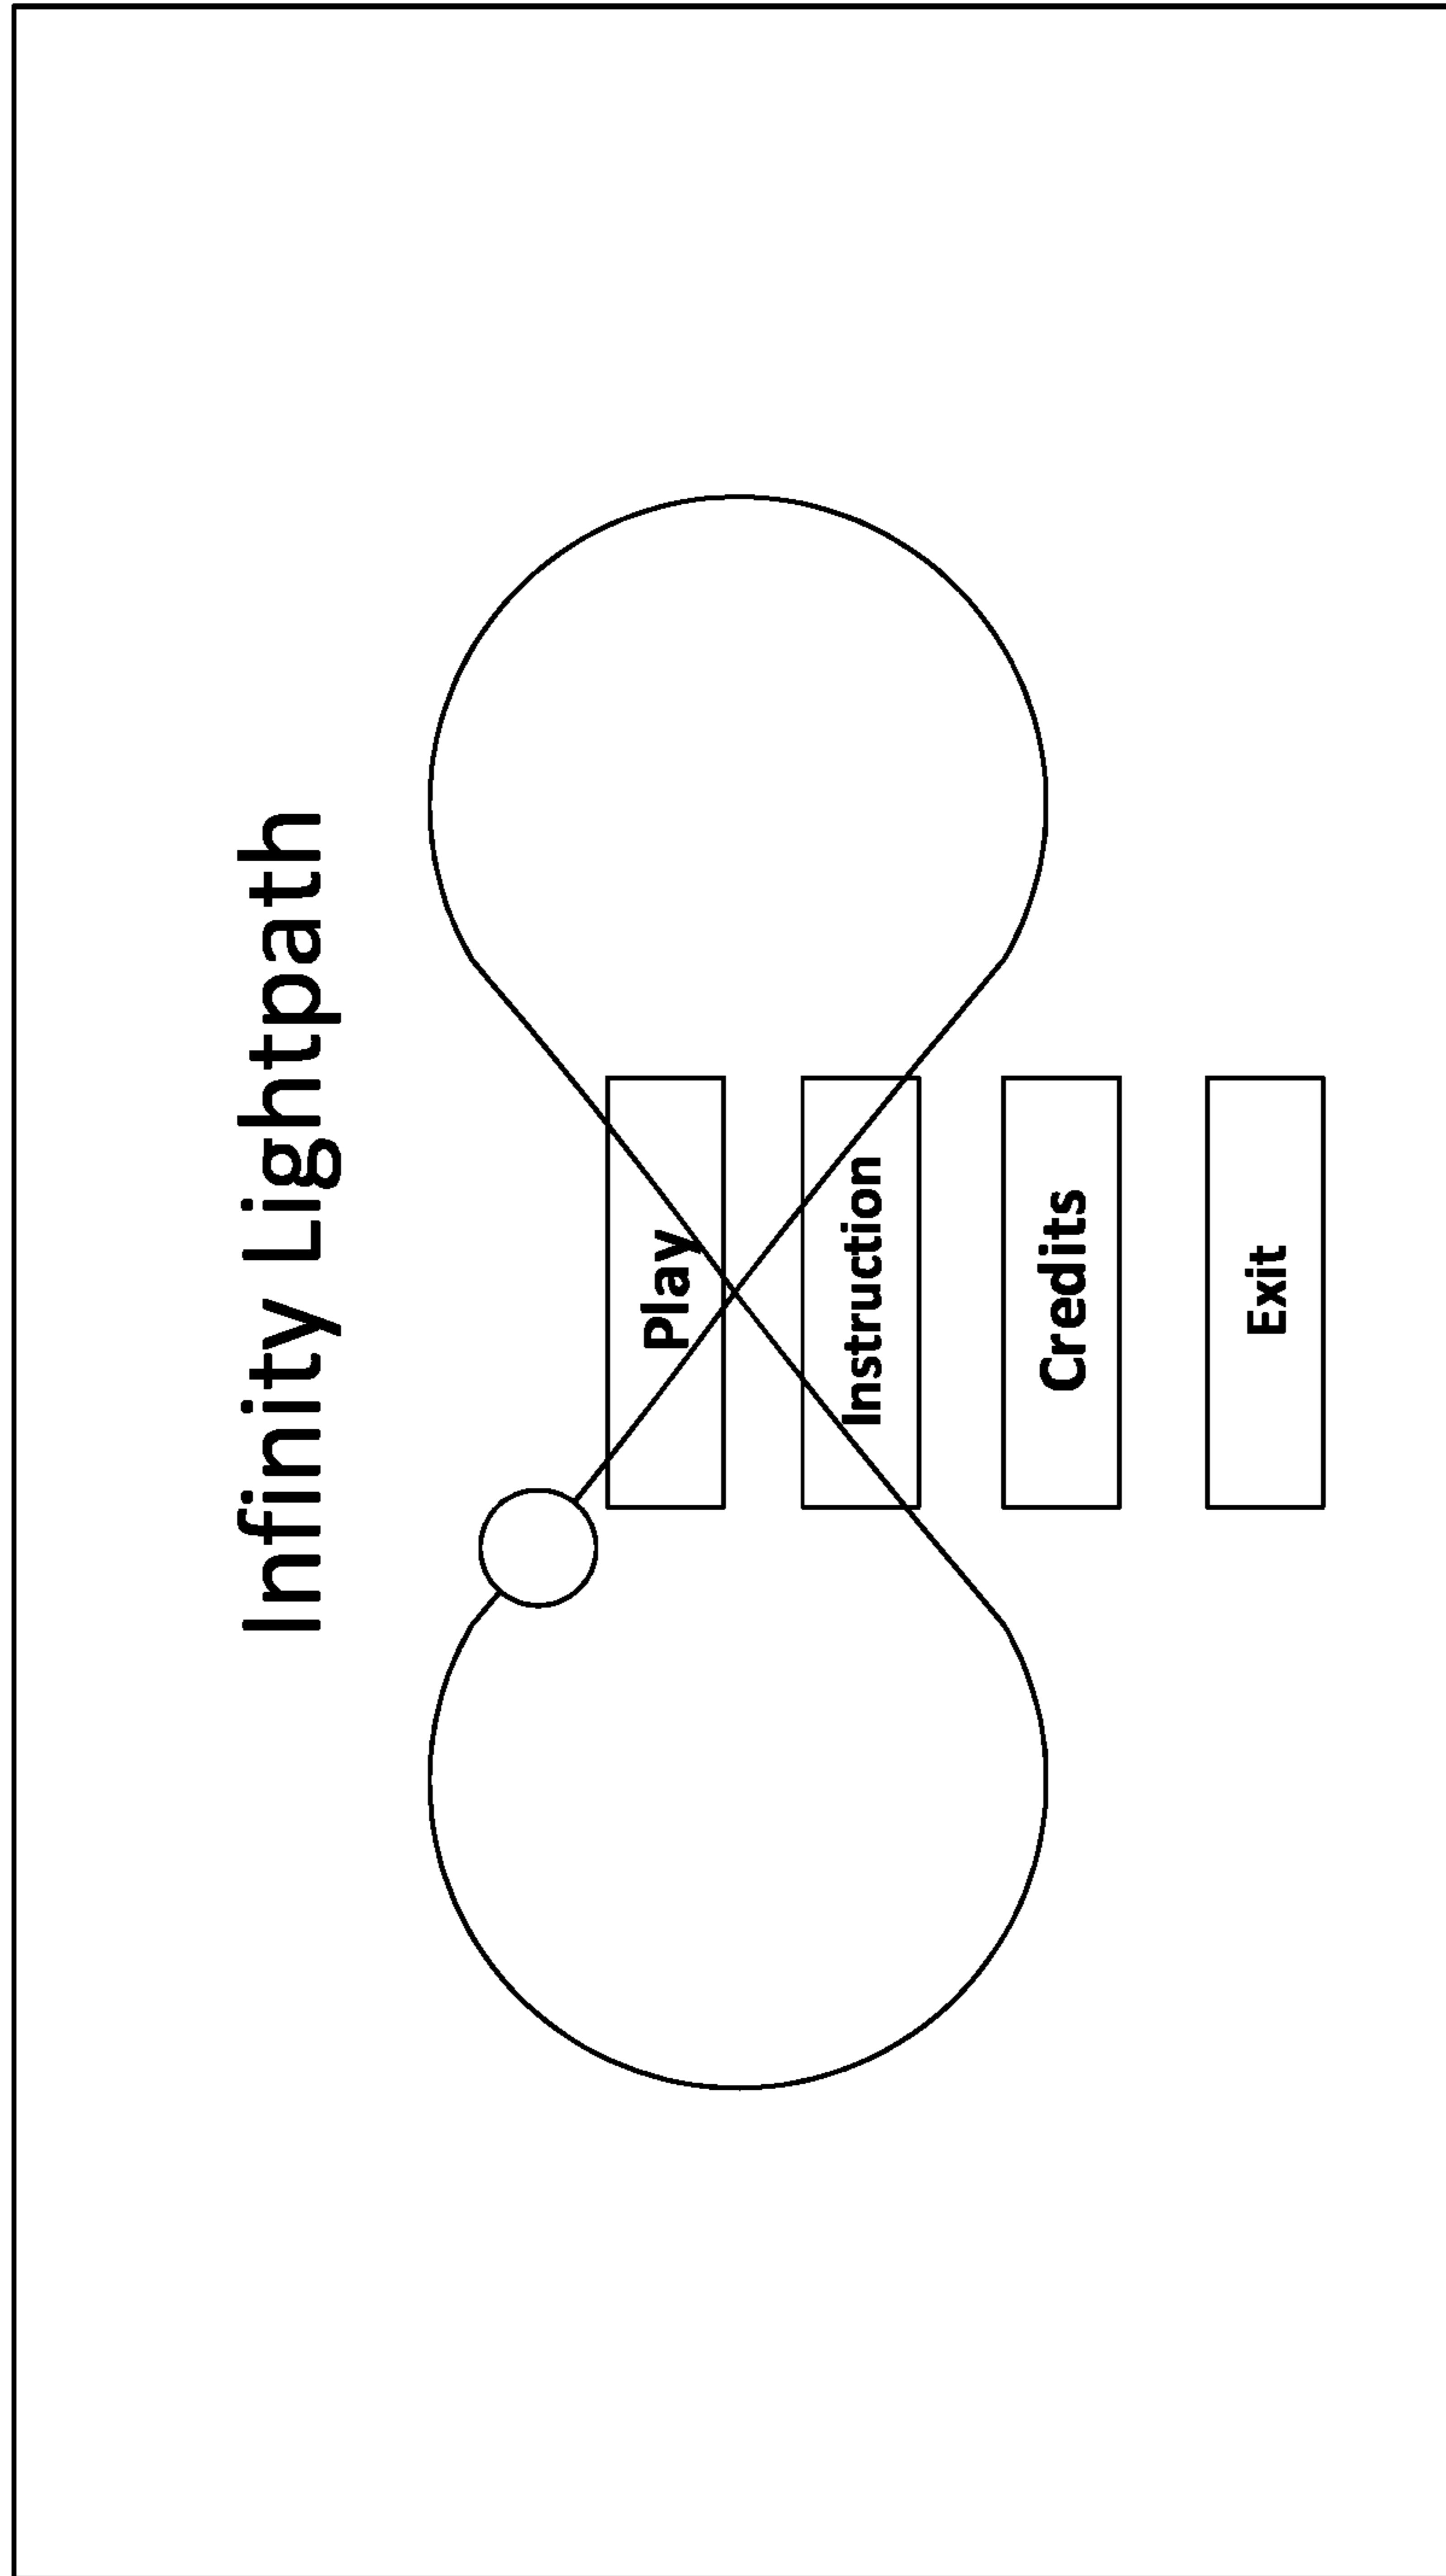 Infinity Lightpath
Play
Instruction
Credits
Exit